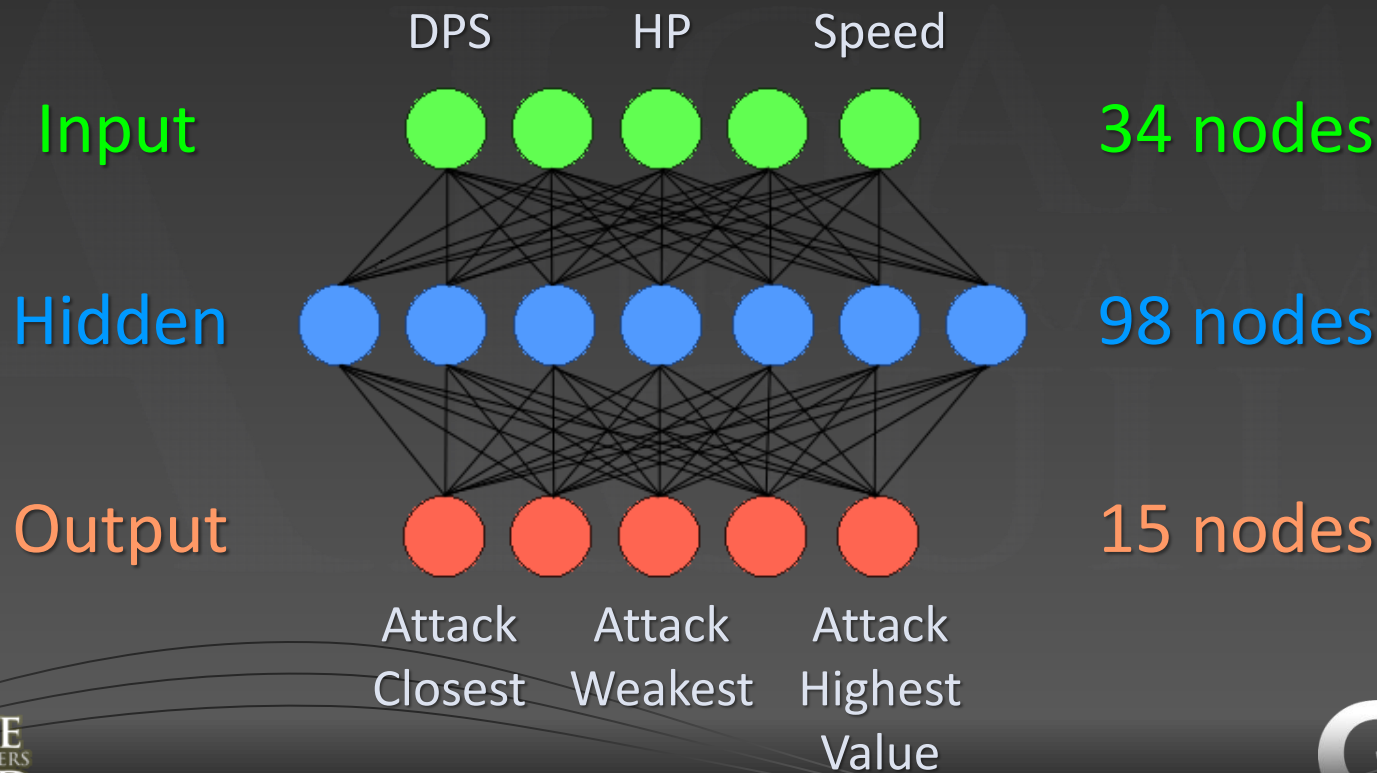 DPS HP Speed
Input 34 nodes
Hidden 98 nodes
Output 15 nodes
Attack Attack Attack
Closest Weakest Highest
Value